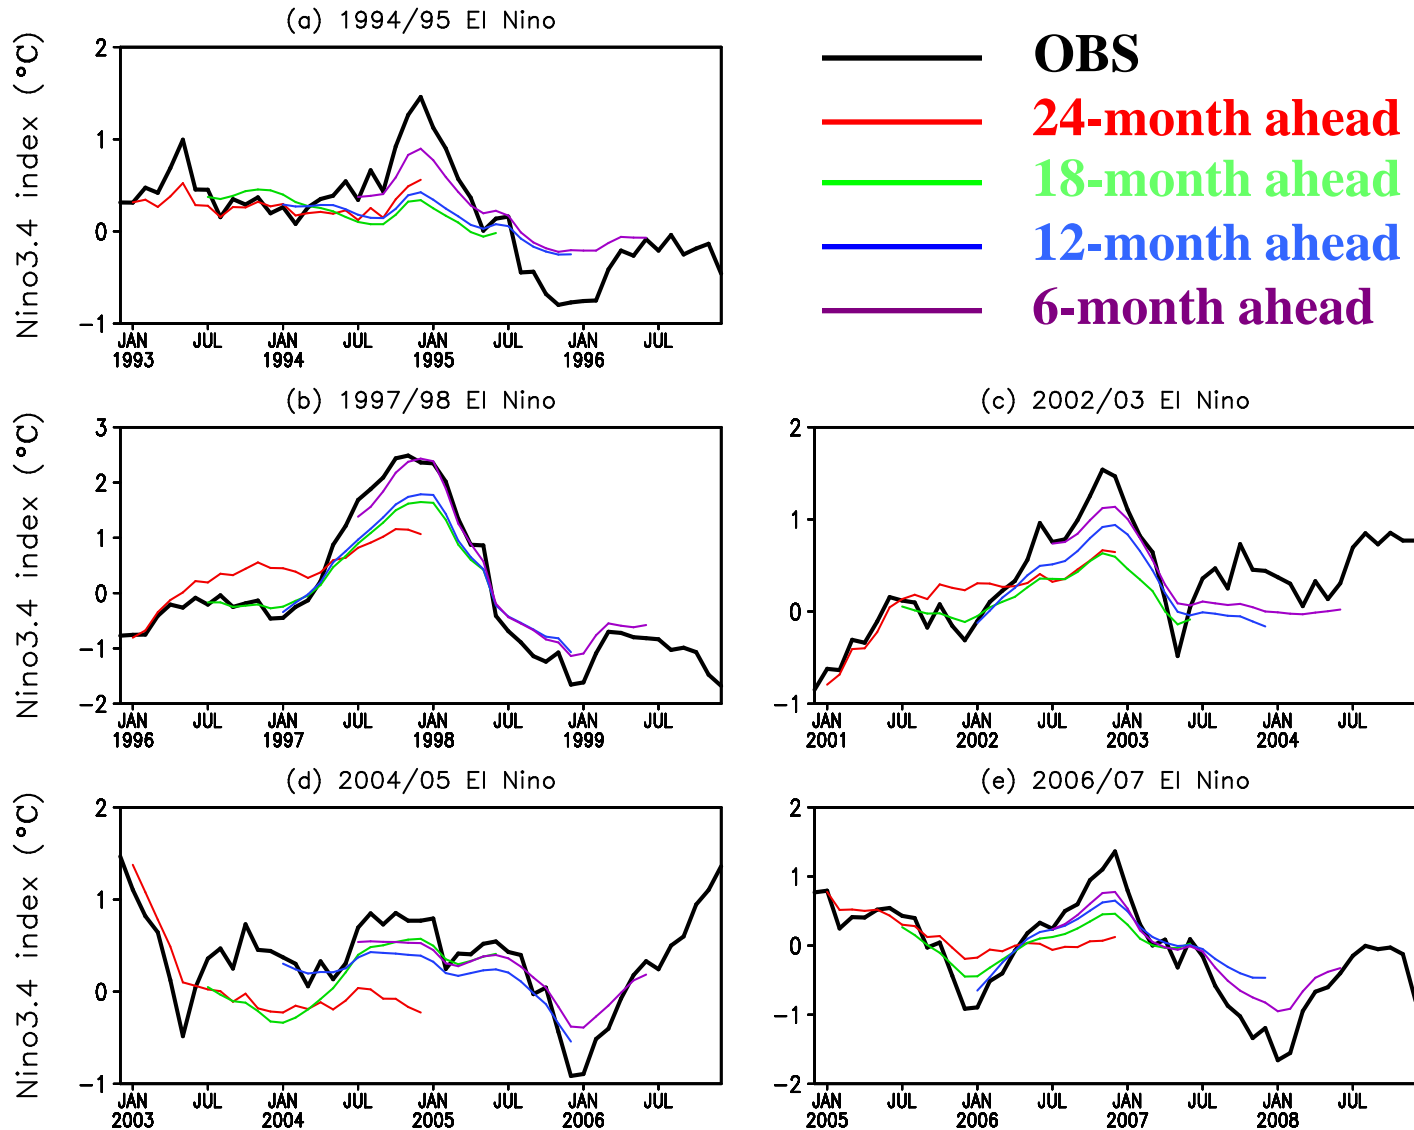 (a) 1994/95 El Nino
Nino3.4 index (°C)
2
1
0
−1
JAN JUL JAN JUL JAN JUL JAN JUL
1993 1994 1995 1996
OBS
24-month ahead
18-month ahead
12-month ahead
6-month ahead
(b) 1997/98 El Nino
Nino3.4 index (°C)
3
2
1
0
−1
−2
JAN JUL JAN JUL JAN JUL JAN JUL
1996 1997 1998 1999
(c) 2002/03 El Nino
2
1
0
−1
JAN JUL JAN JUL JAN JUL JAN JUL
2001 2002 2003 2004
(d) 2004/05 El Nino
Nino3.4 index (°C)
2
1
0
−1
JAN JUL JAN JUL JAN JUL JAN JUL
2003 2004 2005 2006
(e) 2006/07 El Nino
2
1
0
−1
−2
JAN JUL JAN JUL JAN JUL JAN JUL
2005 2006 2007 2008